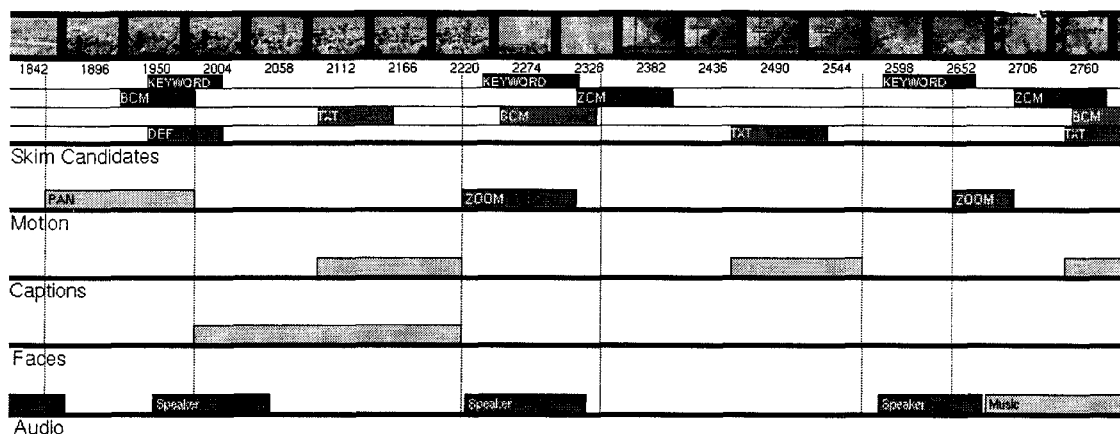 1842 1896 1950 2004 2058 2112 2166 2220 2274 2328 2382 2436 2490 2544 2598 2652 2706 2760
KEYWORD KEYWORD KEYWORD
BCM ZCM ZCM
TXT BCM BCM
DEF TXT TXT
Skim Candidates
PAN ZOOM ZOOM
Motion
Captions
Faces
Speaker Speaker Speaker Music
Audio